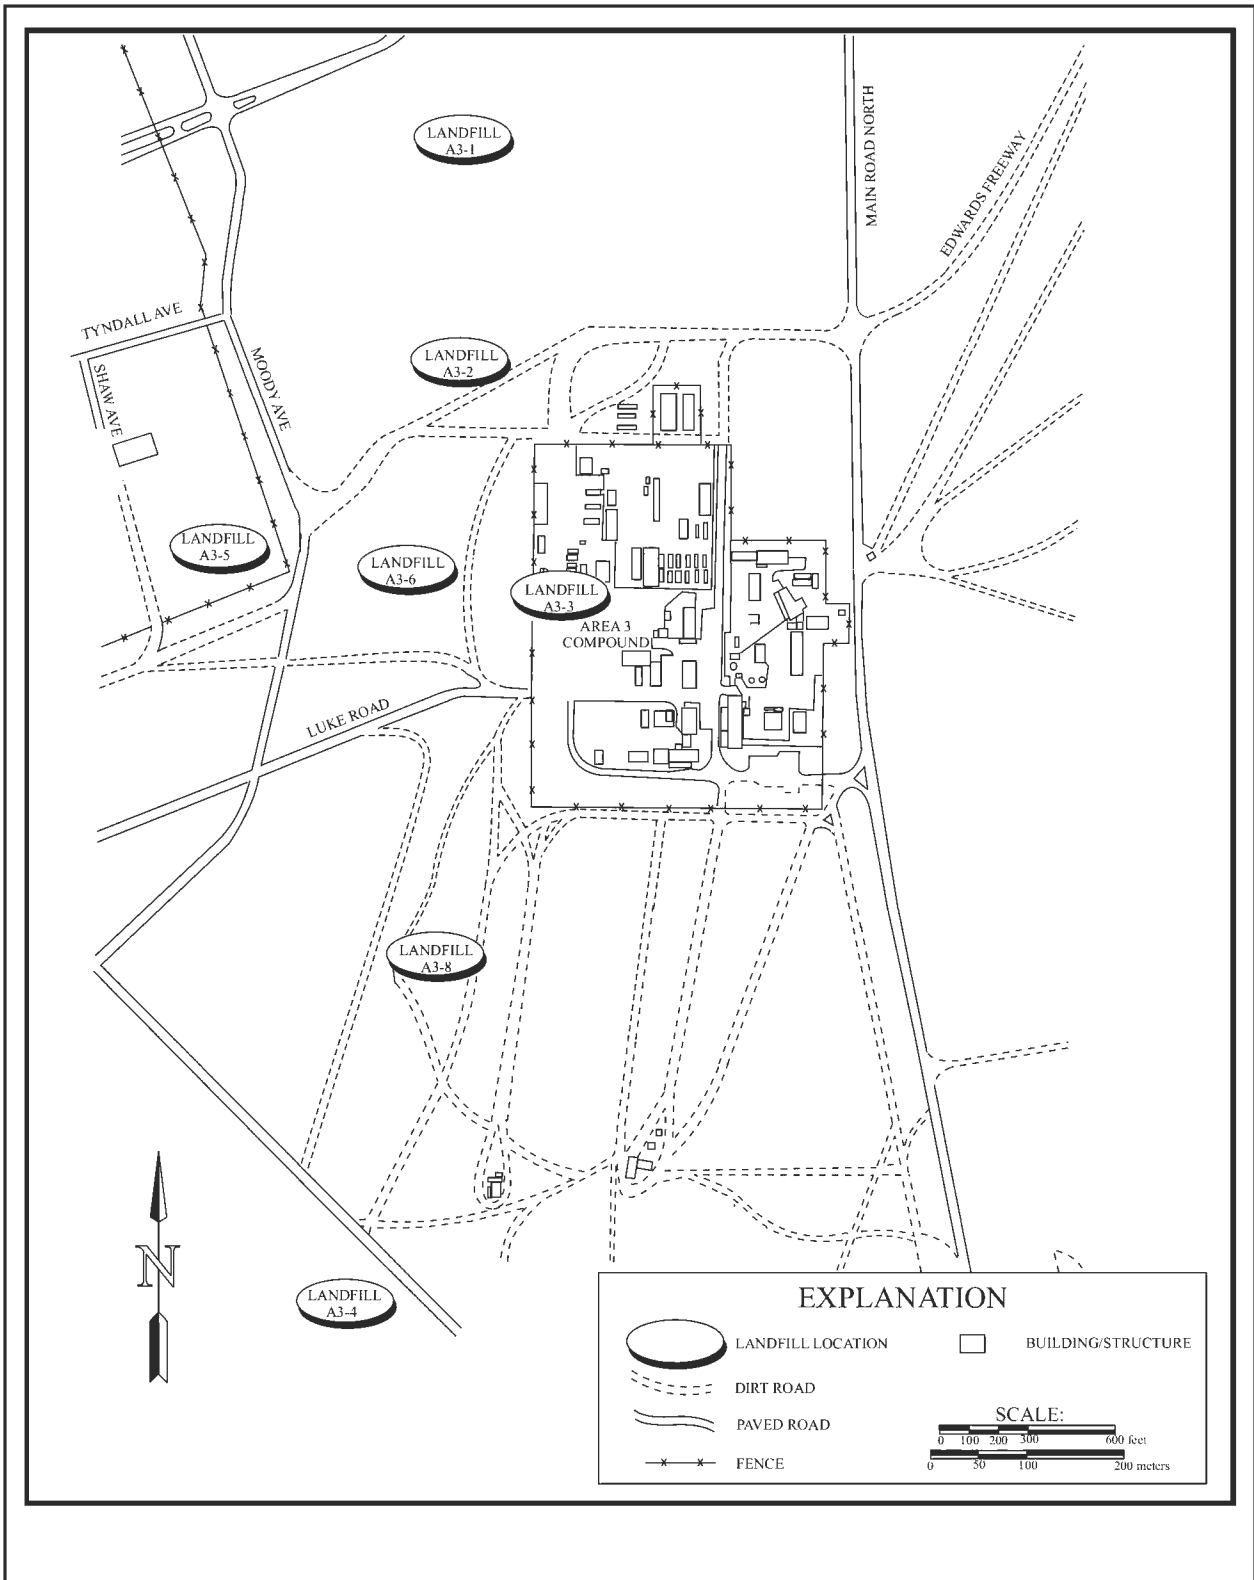 LANDFILL
A3-1
MAIN ROAD NORTH
EDWARDS FREEWAY
TYNDALL AVE
SHAW AVE
MOODY AVE
LANDFILL
A3-2
LANDFILL
A3-5
LANDFILL
A3-6
LANDFILL
A3-3
AREA 3
COMPOUND
LUKE ROAD
LANDFILL
A3-8
N
LANDFILL
A3-4
EXPLANATION
LANDFILL LOCATION
BUILDING/STRUCTURE
DIRT ROAD
PAVED ROAD
FENCE
SCALE:
0 100 200 300 600 feet
0 50 100 200 meters